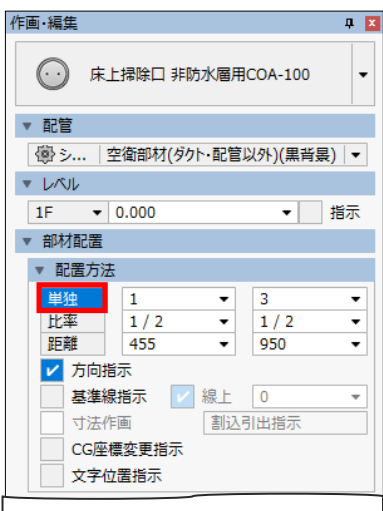 作画・編集
床上掃除口 非防水層用COA-100
配管
シ... 空衛部材(ダクト・配管以外)(黒背景)
レベル
1F 0.000 指示
部材配置
配置方法
単独 1 3
比率 1 / 2 1 / 2
距離 455 950
方向指示
基準線指示 線上 0
寸法作画 割込引出指示
CG座標変更指示
文字位置指示